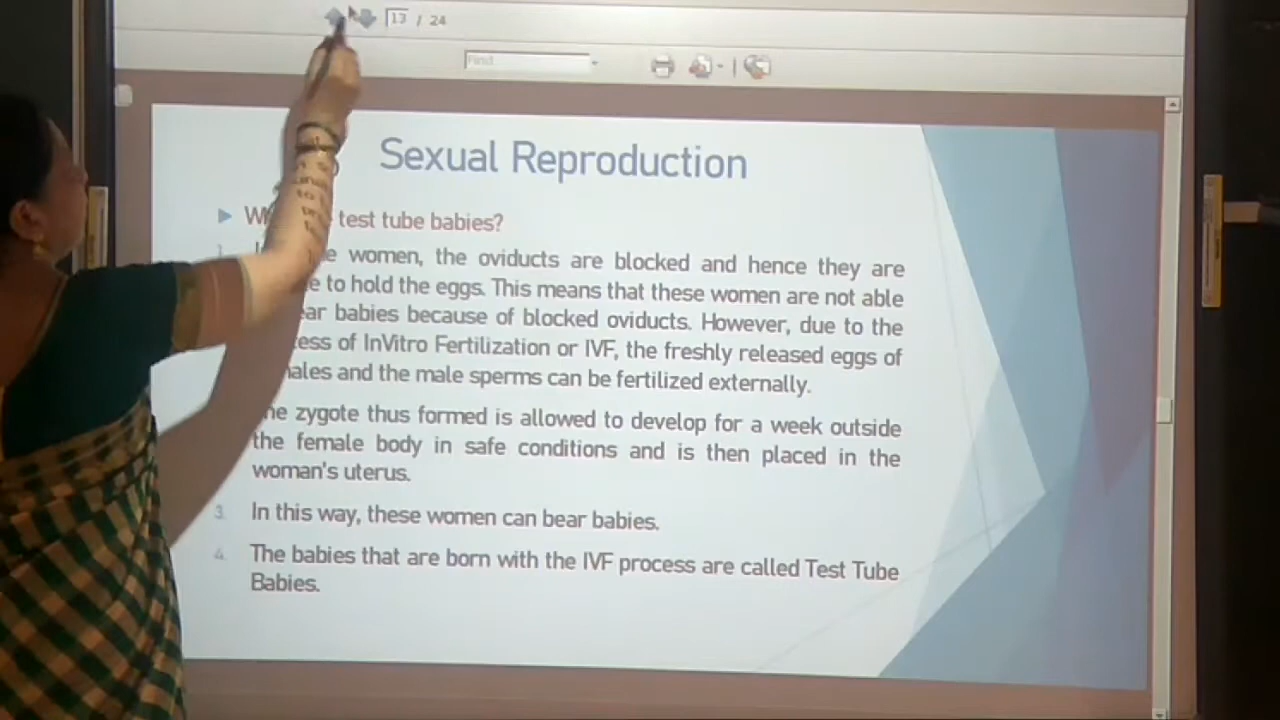 13 / 24
Find
Sexual Reproduction
test tube babies?
women, the oviducts are blocked and hence they are
to hold the eggs. This means that these women are not able
babies because of blocked oviducts. However, due to the
of InVitro Fertilization or IVF, the freshly released eggs of
and the male sperms can be fertilized externally.
zygote thus formed is allowed to develop for a week outside
the female body in safe conditions and is then placed in the
woman's uterus.
3. In this way, these women can bear babies.
4. The babies that are born with the IVF process are called Test Tube
Babies.